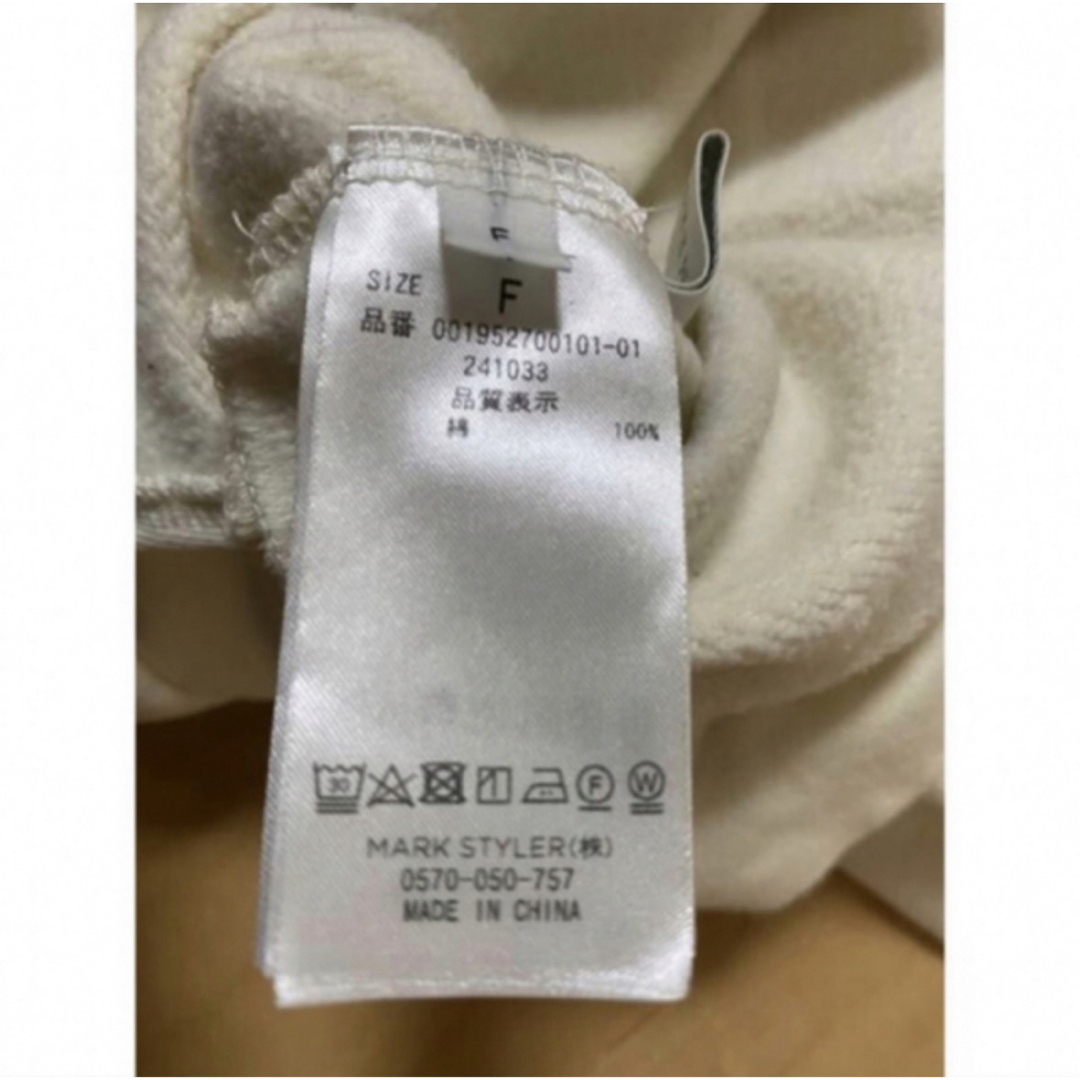 F
SIZE F
品番 001952700101-01
241033
品質表示
綿 100%
30 F W
MARK STYLER(株)
0570-050-757
MADE IN CHINA